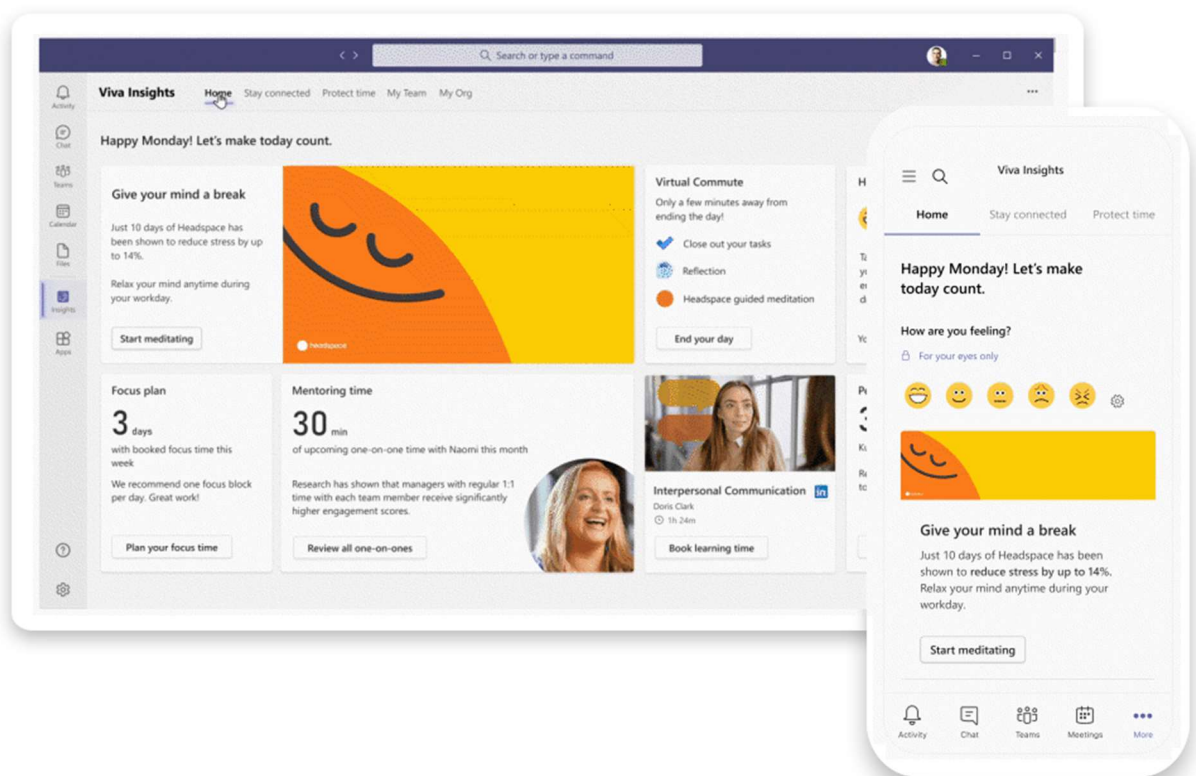 Search or type a command
Viva Insights
Home
Stay connected
Protect time
My Team
My Org
Activity
Chat
Teams
Calendar
Files
Insights
Apps
Happy Monday! Let's make today count.
Give your mind a break
Just 10 days of Headspace has
been shown to reduce stress by up
to 14%.
Relax your mind anytime during
your workday.
Start meditating
headspace
Virtual Commute
Only a few minutes away from
ending the day!
Close out your tasks
Reflection
Headspace guided meditation
End your day
H
Focus plan
3 days
with booked focus time this
week
We recommend one focus block
per day. Great work!
Plan your focus time
Mentoring time
30 min
of upcoming one-on-one time with Naomi this month
Research has shown that managers with regular 1:1
time with each team member receive significantly
higher engagement scores.
Review all one-on-ones
Interpersonal Communication in
Doris Clark
1h 24m
Book learning time
Viva Insights
Home
Stay connected
Protect time
Happy Monday! Let's make
today count.
How are you feeling?
For your eyes only
Give your mind a break
Just 10 days of Headspace has been
shown to reduce stress by up to 14%.
Relax your mind anytime during your
workday.
Start meditating
Activity
Chat
Teams
Meetings
More